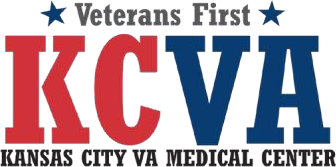 Veterans First
KCVA
KANSAS CITY VA MEDICAL CENTER